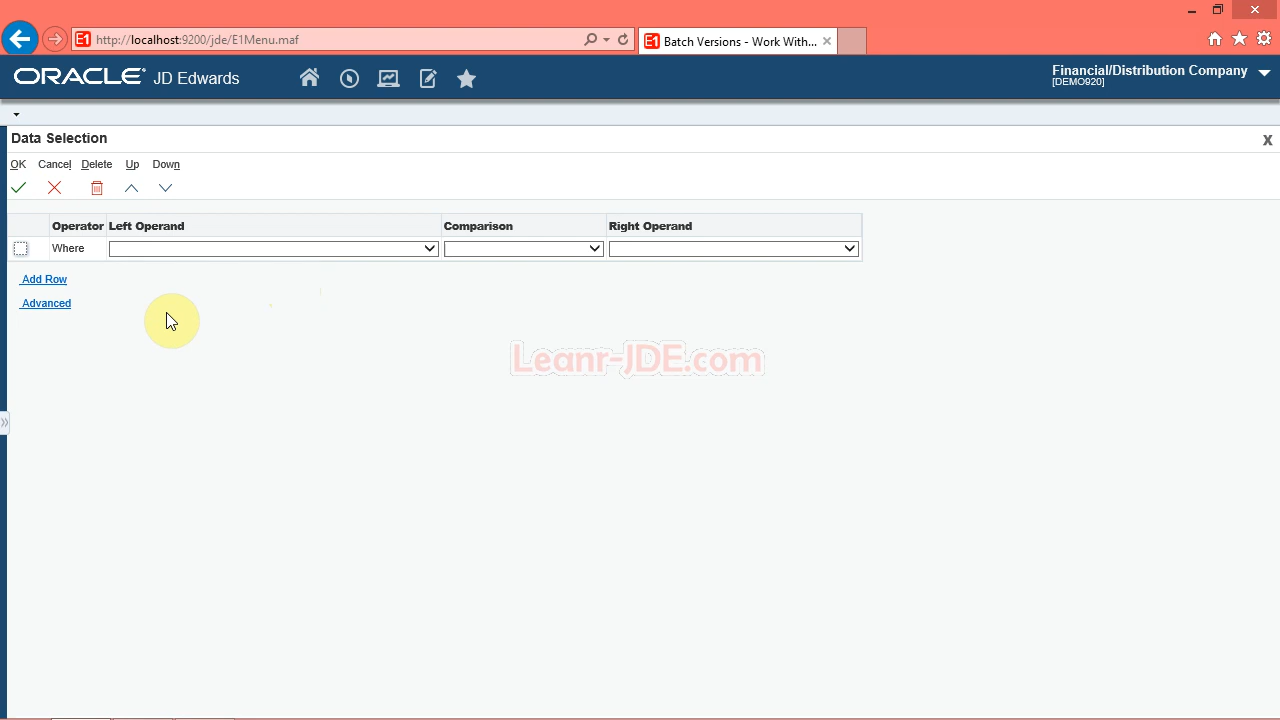 http://localhost:9200/jde/E1Menu.maf
E1 Batch Versions - Work With...
ORACLE JD Edwards
Financial/Distribution Company
[DEMO920]
Data Selection
X
OK Cancel Delete Up Down
Operator Left Operand Comparison Right Operand
Where
Add Row
Advanced
Leanr-JDE.com